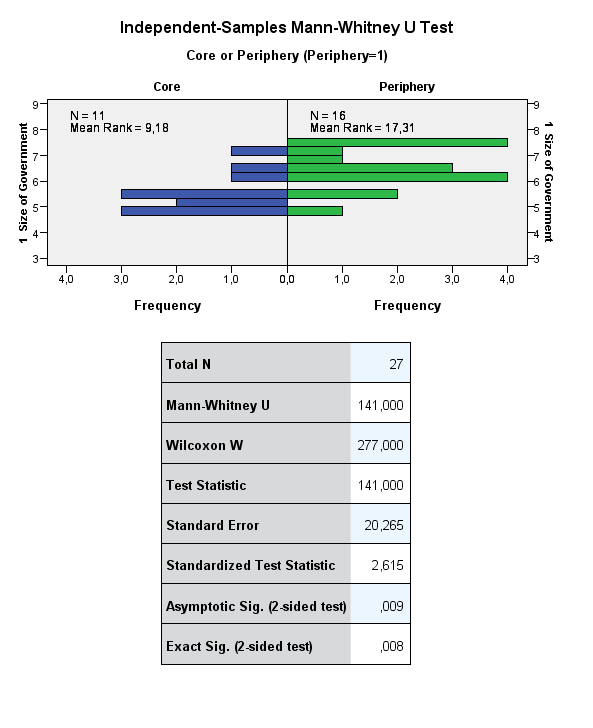 Independent-Samples Mann-Whitney U Test
Core or Periphery (Periphery=1)
Core Periphery
N = 11
Mean Rank = 9,18
N = 16
Mean Rank = 17,31
1 Size of Government
9
8
7
6
5
4
3
9
8
7
6
5
4
3
1 Size of Government
4,0 3,0 2,0 1,0 0,0 1,0 2,0 3,0 4,0
Frequency Frequency
Total N 27
Mann-Whitney U 141,000
Wilcoxon W 277,000
Test Statistic 141,000
Standard Error 20,265
Standardized Test Statistic 2,615
Asymptotic Sig. (2-sided test) ,009
Exact Sig. (2-sided test) ,008